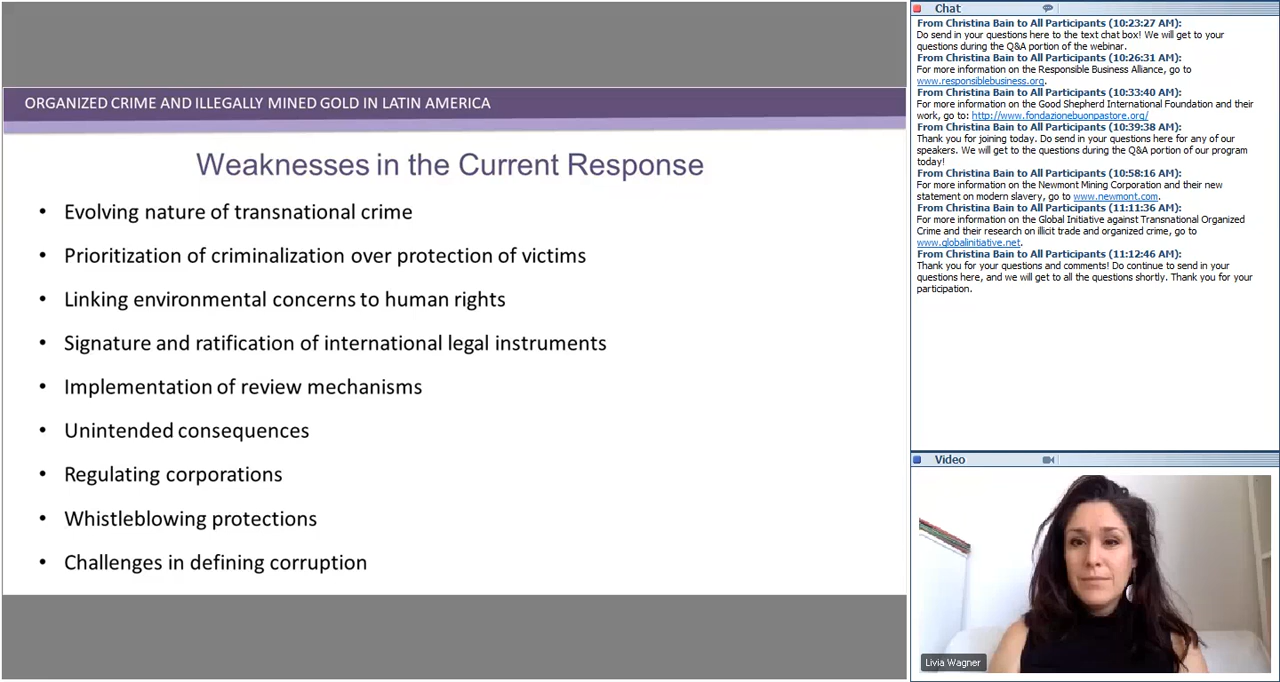 ORGANIZED CRIME AND ILLEGALLY MINED GOLD IN LATIN AMERICA
Weaknesses in the Current Response
• Evolving nature of transnational crime
• Prioritization of criminalization over protection of victims
• Linking environmental concerns to human rights
• Signature and ratification of international legal instruments
• Implementation of review mechanisms
• Unintended consequences
• Regulating corporations
• Whistleblowing protections
• Challenges in defining corruption
Chat
From Christina Bain to All Participants (10:23:27 AM):
Do send in your questions here to the text chat box! We will get to your
questions during the Q&A portion of the webinar.
From Christina Bain to All Participants (10:26:31 AM):
For more information on the Responsible Business Alliance, go to
www.responsiblebusiness.org.
From Christina Bain to All Participants (10:33:40 AM):
For more information on the Good Shepherd International Foundation and their
work, go to: http://www.fondazionebuonpastore.org/
From Christina Bain to All Participants (10:39:38 AM):
Thank you for joining today. Do send in your questions here for any of our
speakers. We will get to the questions during the Q&A portion of our program
today!
From Christina Bain to All Participants (10:58:16 AM):
For more information on the Newmont Mining Corporation and their new
statement on modern slavery, go to www.newmont.com.
From Christina Bain to All Participants (11:11:36 AM):
For more information on the Global Initiative against Transnational Organized
Crime and their research on illicit trade and organized crime, go to
www.globalinitiative.net.
From Christina Bain to All Participants (11:12:46 AM):
Thank you for your questions and comments! Do continue to send in your
questions here, and we will get to all the questions shortly. Thank you for your
participation.
Video
Livia Wagner